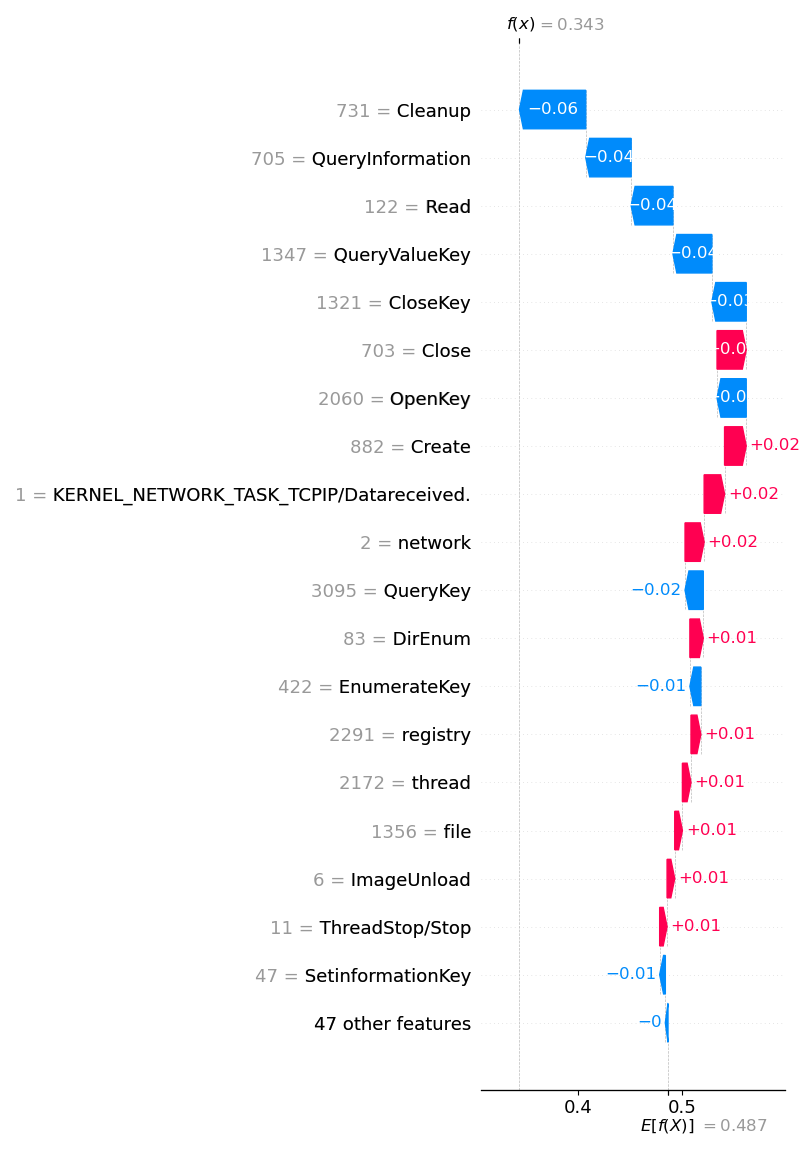 f(x) = 0.343
731 = Cleanup −0.06
705 = QueryInformation −0.04
122 = Read −0.04
1347 = QueryValueKey −0.04
1321 = CloseKey
703 = Close
2060 = OpenKey
882 = Create +0.02
1 = KERNEL_NETWORK_TASK_TCPIP/Datareceived. +0.02
2 = network +0.02
3095 = QueryKey −0.02
83 = DirEnum +0.01
422 = EnumerateKey −0.01
2291 = registry +0.01
2172 = thread +0.01
1356 = file +0.01
6 = ImageUnload +0.01
11 = ThreadStop/Stop +0.01
47 = SetinformationKey −0.01
47 other features −0
0.4 0.5
E[f(X)] = 0.487